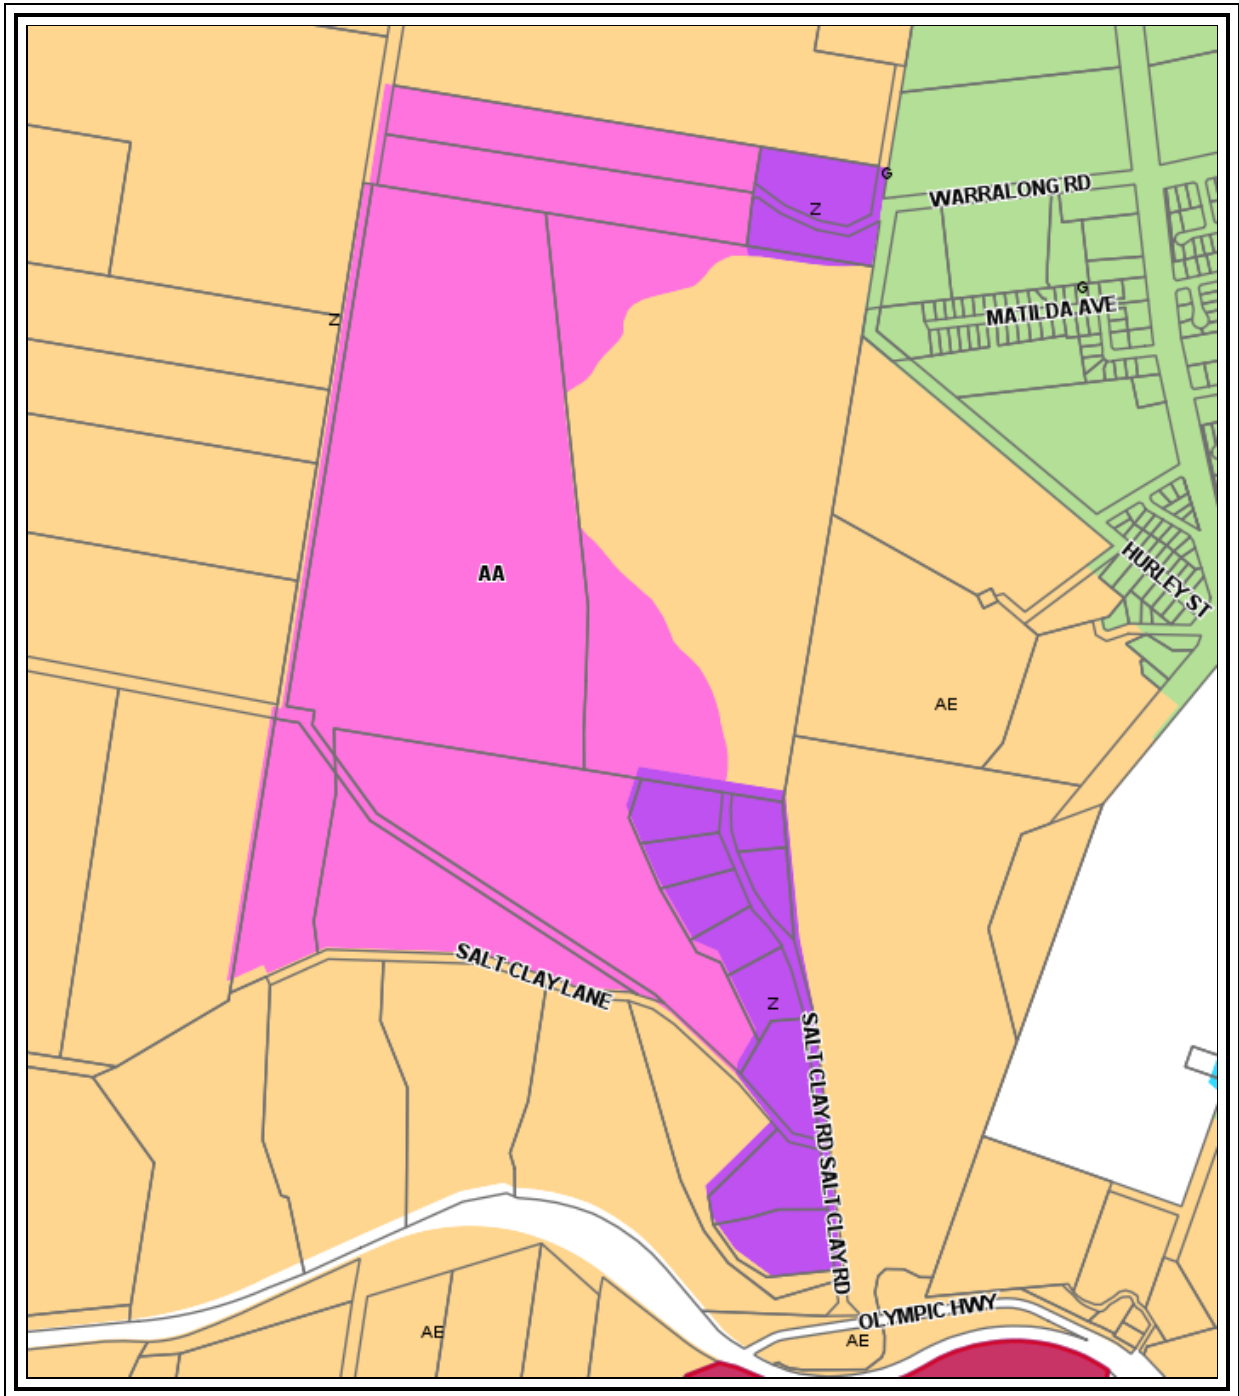 G
WARRALONG RD
Z
G
MATILDA AVE
Z
HURLEY ST
AA
AE
SALT CLAY LANE
Z
SALT CLAY RD
SALT CLAY RD
OLYMPIC HWY
AE
AE